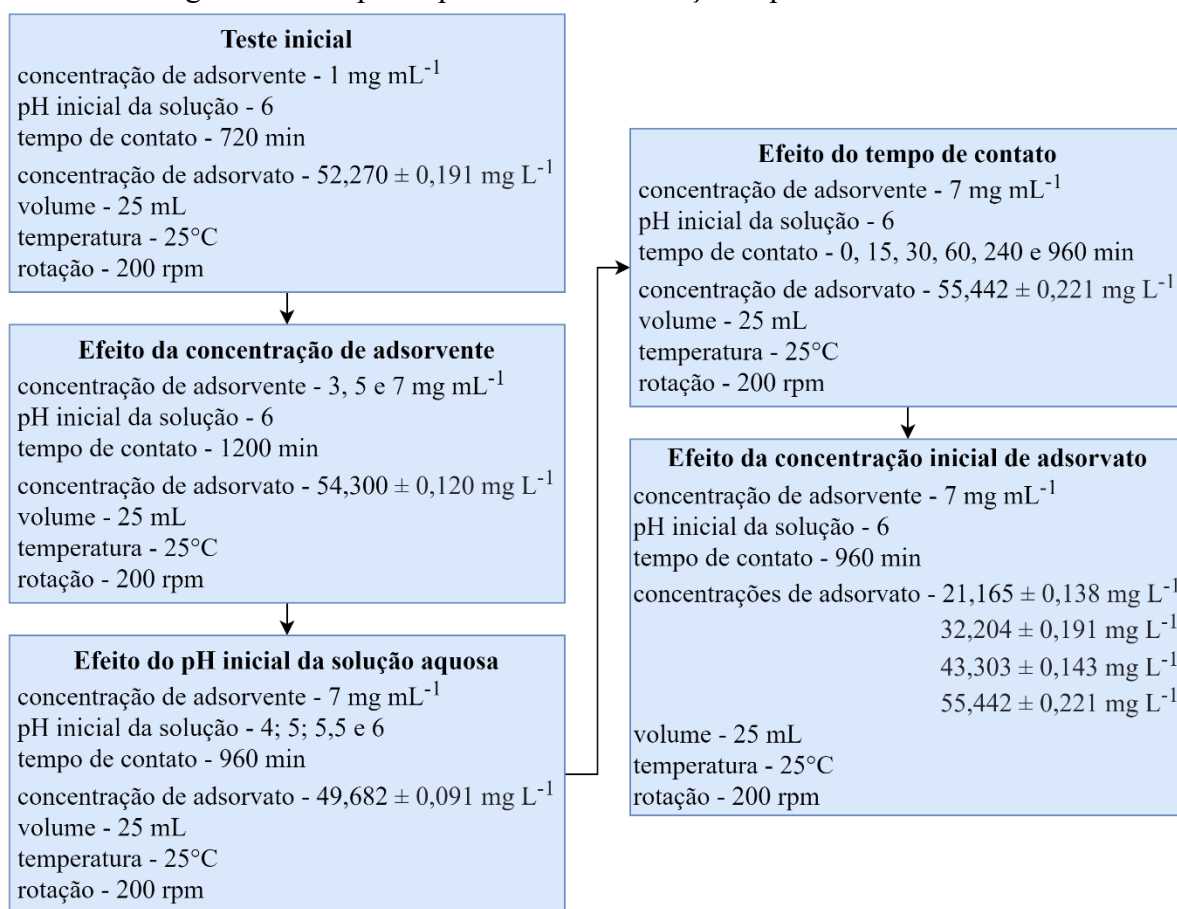 Teste inicial
concentração de adsorvente - 1 mg mL⁻¹
pH inicial da solução - 6
tempo de contato - 720 min
concentração de adsorvato - 52,270 ± 0,191 mg L⁻¹
volume - 25 mL
temperatura - 25°C
rotação - 200 rpm
Efeito da concentração de adsorvente
concentração de adsorvente - 3, 5 e 7 mg mL⁻¹
pH inicial da solução - 6
tempo de contato - 1200 min
concentração de adsorvato - 54,300 ± 0,120 mg L⁻¹
volume - 25 mL
temperatura - 25°C
rotação - 200 rpm
Efeito do pH inicial da solução aquosa
concentração de adsorvente - 7 mg mL⁻¹
pH inicial da solução - 4; 5; 5,5 e 6
tempo de contato - 960 min
concentração de adsorvato - 49,682 ± 0,091 mg L⁻¹
volume - 25 mL
temperatura - 25°C
rotação - 200 rpm
Efeito do tempo de contato
concentração de adsorvente - 7 mg mL⁻¹
pH inicial da solução - 6
tempo de contato - 0, 15, 30, 60, 240 e 960 min
concentração de adsorvato - 55,442 ± 0,221 mg L⁻¹
volume - 25 mL
temperatura - 25°C
rotação - 200 rpm
Efeito da concentração inicial de adsorvato
concentração de adsorvente - 7 mg mL⁻¹
pH inicial da solução - 6
tempo de contato - 960 min
concentrações de adsorvato - 21,165 ± 0,138 mg L⁻¹
32,204 ± 0,191 mg L⁻¹
43,303 ± 0,143 mg L⁻¹
55,442 ± 0,221 mg L⁻¹
volume - 25 mL
temperatura - 25°C
rotação - 200 rpm